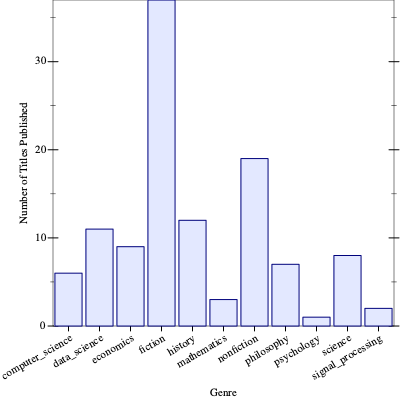 Number of Titles Published
30
20
10
0
computer_science
data_science
economics
fiction
history
mathematics
nonfiction
philosophy
psychology
science
signal_processing
Genre